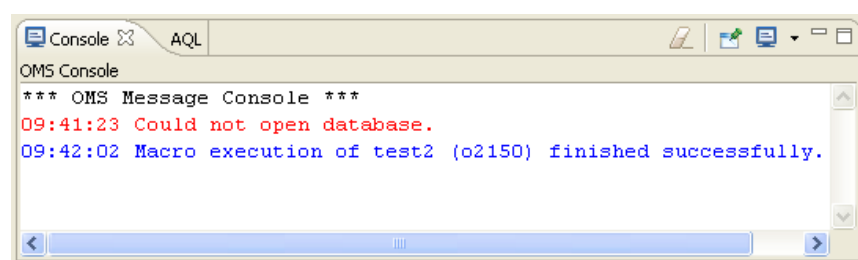 Console AQL
OMS Console
*** OMS Message Console ***
09:41:23 Could not open database.
09:42:02 Macro execution of test2 (o2150) finished successfully.